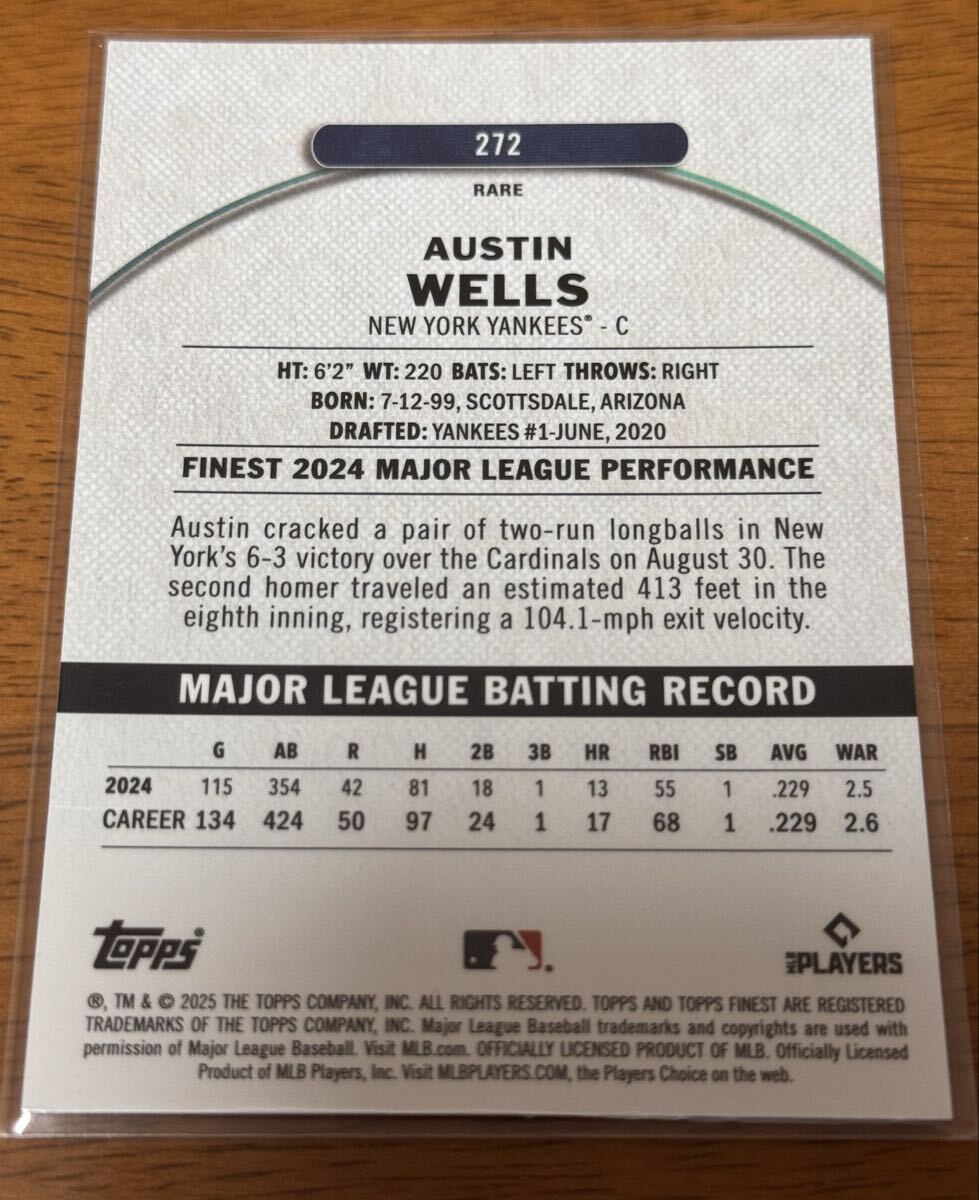 272
RARE
AUSTIN
WELLS
NEW YORK YANKEES® - C
HT: 6'2" WT: 220 BATS: LEFT THROWS: RIGHT
BORN: 7-12-99, SCOTTSDALE, ARIZONA
DRAFTED: YANKEES #1-JUNE, 2020
FINEST 2024 MAJOR LEAGUE PERFORMANCE
Austin cracked a pair of two-run longballs in New
York's 6-3 victory over the Cardinals on August 30. The
second homer traveled an estimated 413 feet in the
eighth inning, registering a 104.1-mph exit velocity.
MAJOR LEAGUE BATTING RECORD
G AB R H 2B 3B HR RBI SB AVG WAR
2024 115 354 42 81 18 1 13 55 1 .229 2.5
CAREER 134 424 50 97 24 1 17 68 1 .229 2.6
topps® MLB PLAYERS
®, TM & © 2025 THE TOPPS COMPANY, INC. ALL RIGHTS RESERVED. TOPPS AND TOPPS FINEST ARE REGISTERED
TRADEMARKS OF THE TOPPS COMPANY, INC. Major League Baseball trademarks and copyrights are used with
permission of Major League Baseball. Visit MLB.com. OFFICIALLY LICENSED PRODUCT OF MLB. Officially Licensed
Product of MLB Players, Inc. Visit MLBPLAYERS.COM, the Players Choice on the web.